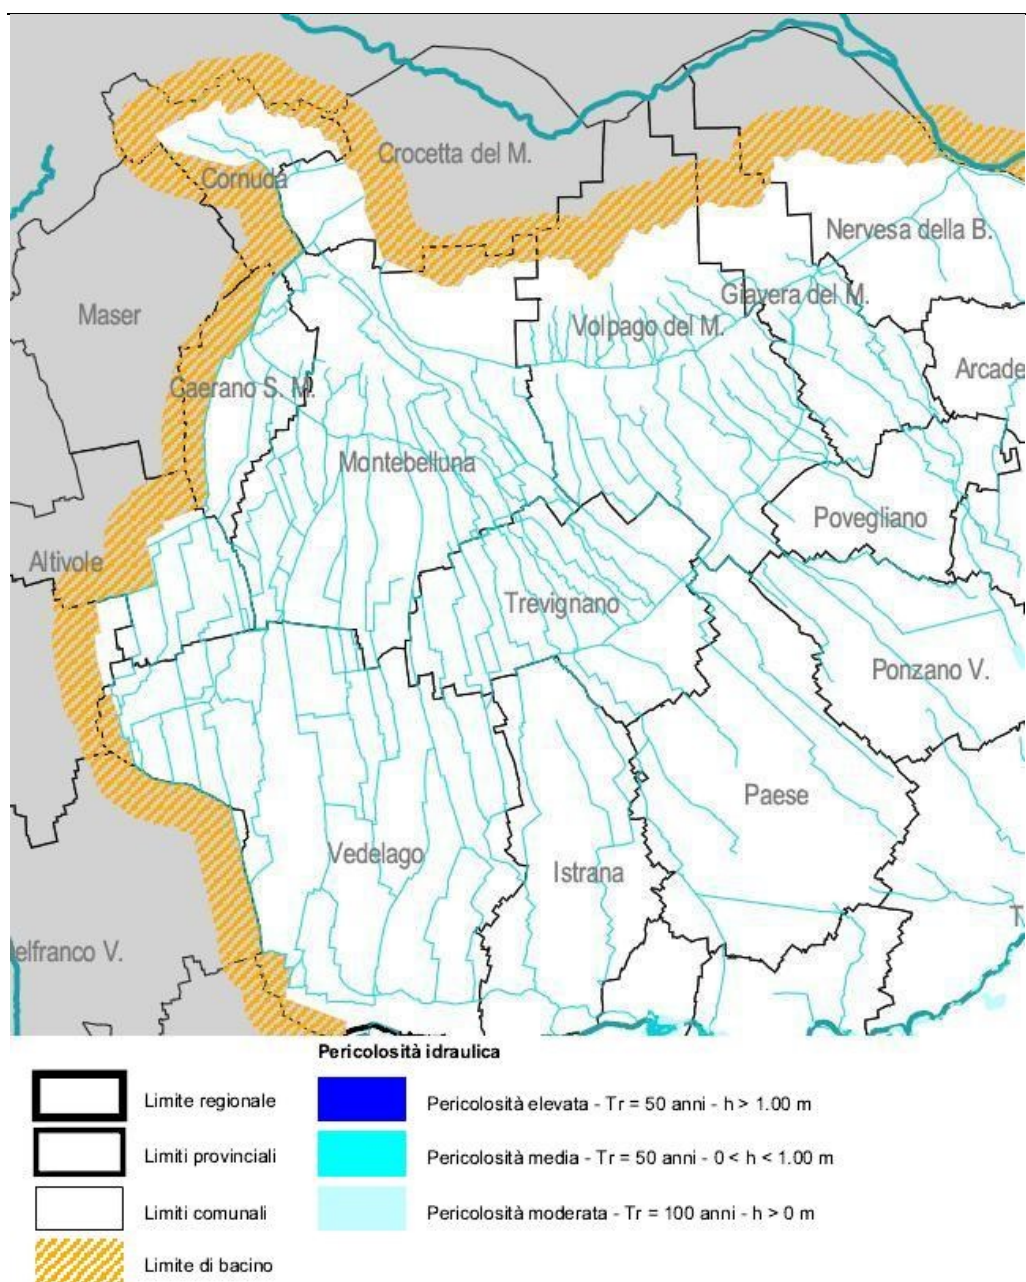 Crocetta del M.
Cornuda
Nervesa della B.
Giavera del M.
Maser
Volpago del M.
Arcade
Caerano S. M.
Montebelluna
Povegliano
Altivole
Trevignano
Ponzano V.
Paese
Vedelago
Istrana
T
elfranco V.
Pericolosità idraulica
Limite regionale
Pericolosità elevata - Tr = 50 anni - h > 1.00 m
Limiti provinciali
Pericolosità media - Tr = 50 anni - 0 < h < 1.00 m
Limiti comunali
Pericolosità moderata - Tr = 100 anni - h > 0 m
Limite di bacino